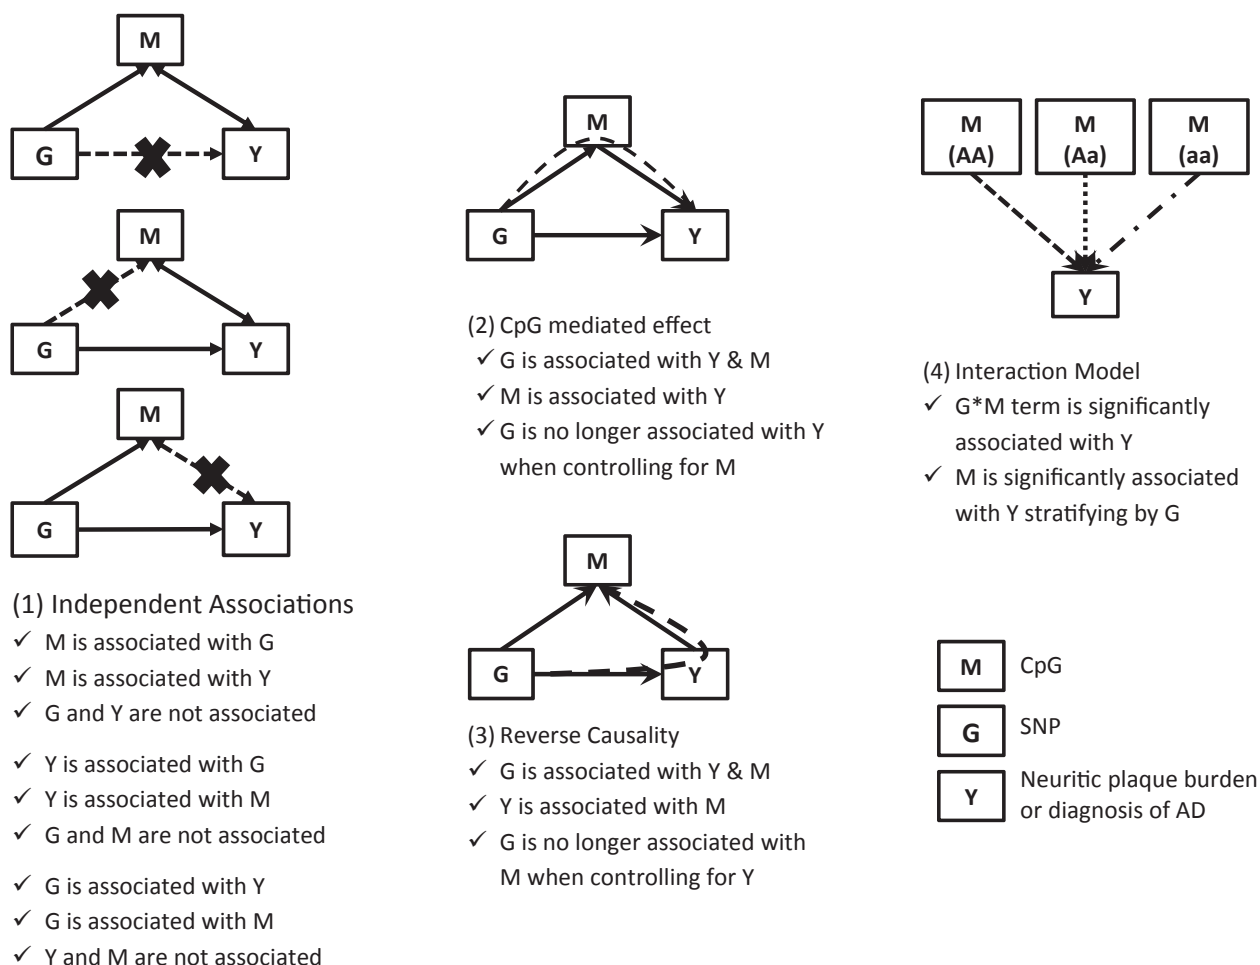 M
G
Y
M
G
Y
M
G
Y
(1) Independent Associations
✓ M is associated with G
✓ M is associated with Y
✓ G and Y are not associated
✓ Y is associated with G
✓ Y is associated with M
✓ G and M are not associated
✓ G is associated with Y
✓ G is associated with M
✓ Y and M are not associated
M
G
Y
(2) CpG mediated effect
✓ G is associated with Y & M
✓ M is associated with Y
✓ G is no longer associated with Y
when controlling for M
M
G
Y
(3) Reverse Causality
✓ G is associated with Y & M
✓ Y is associated with M
✓ G is no longer associated with
M when controlling for Y
M
(AA)
M
(Aa)
M
(aa)
Y
(4) Interaction Model
✓ G*M term is significantly
associated with Y
✓ M is significantly associated
with Y stratifying by G
M CpG
G SNP
Y Neuritic plaque burden
or diagnosis of AD